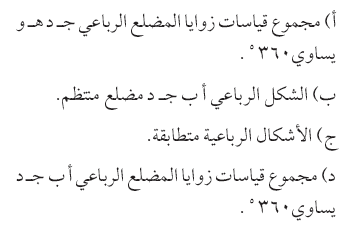 أ) مجموع قياسات زوايا المضلع الرباعي جـ د هـ و
يساوي ٣٦٠ ° .
ب) الشكل الرباعي أ ب جـ د مضلع منتظم.
ج) الأشكال الرباعية متطابقة.
د) مجموع قياسات زوايا المضلع الرباعي أ ب جـ د
يساوي ٣٦٠ ° .